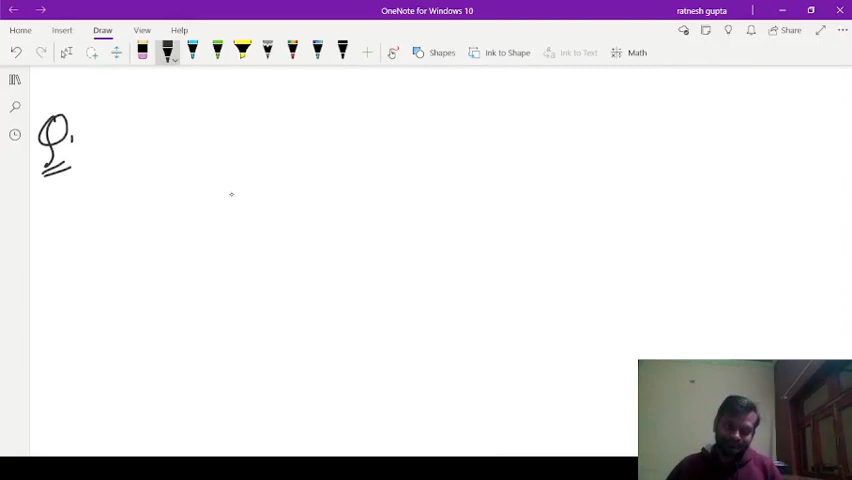 OneNote for Windows 10
ratnesh gupta
Home Insert Draw View Help
Share
Shapes Ink to Shape Ink to Text Math
Q.